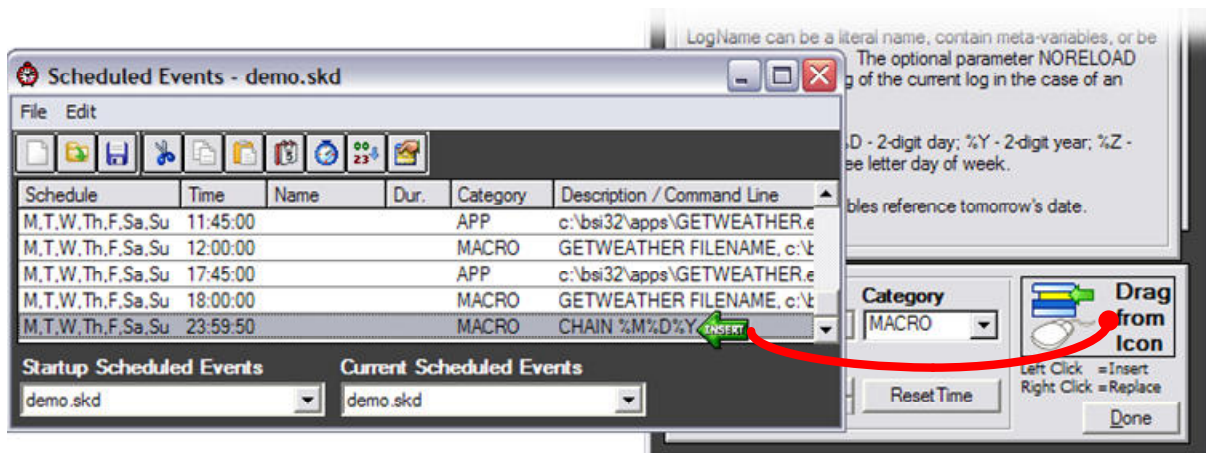 LogName can be a literal name, contain meta-variables, or be
The optional parameter NORELOAD
g of the current log in the case of an
%D - 2-digit day; %Y - 2-digit year; %Z -
ee letter day of week.
bles reference tomorrow's date.
Scheduled Events - demo.skd
File Edit
Schedule Time Name Dur. Category Description / Command Line
M,T,W,Th,F,Sa,Su 11:45:00 APP c:\bsi32\apps\GETWEATHER.e
M,T,W,Th,F,Sa,Su 12:00:00 MACRO GETWEATHER FILENAME, c:\b
M,T,W,Th,F,Sa,Su 17:45:00 APP c:\bsi32\apps\GETWEATHER.e
M,T,W,Th,F,Sa,Su 18:00:00 MACRO GETWEATHER FILENAME, c:\b
M,T,W,Th,F,Sa,Su 23:59:50 MACRO CHAIN %M%D%Y INSERT
Startup Scheduled Events Current Scheduled Events
demo.skd demo.skd
Category
MACRO
Reset Time
Drag
from
Icon
Left Click =Insert
Right Click =Replace
Done